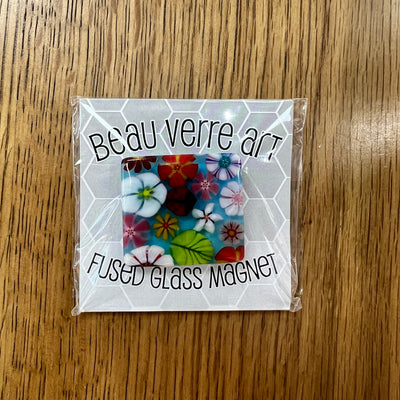 Beau Verre Art
Fused Glass Magnet